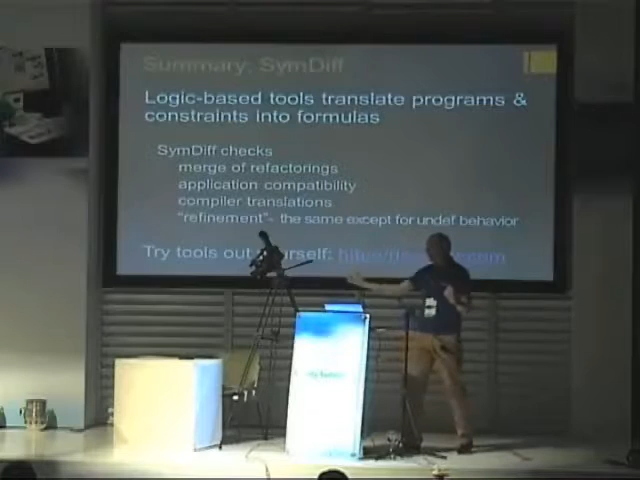 Summary: SymDiff
Logic-based tools translate programs &
constraints into formulas
SymDiff checks
merge of refactorings
application compatibility
compiler translations
"refinement"- the same except for undef behavior
Try tools out